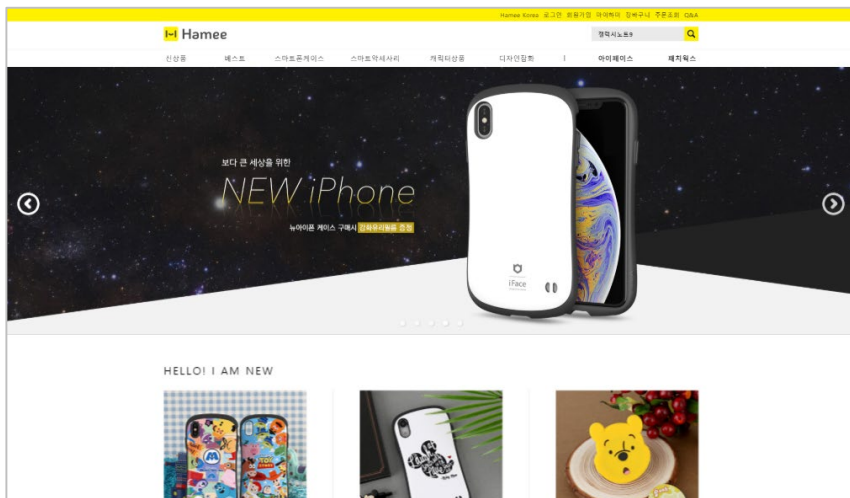 Hamee Korea 로그인 회원가입 마이하미 장바구니 주문조회 Q&A
Hamee
갤럭시노트9
신상품 베스트 스마트폰케이스 스마트악세사리 캐릭터상품 디자인잡화 I 아이페이스 패치웍스
보다 큰 세상을 위한
NEW iPhone
뉴아이폰 케이스 구매시 강화유리필름 증정
iFace
HELLO! I AM NEW
TOY STORY